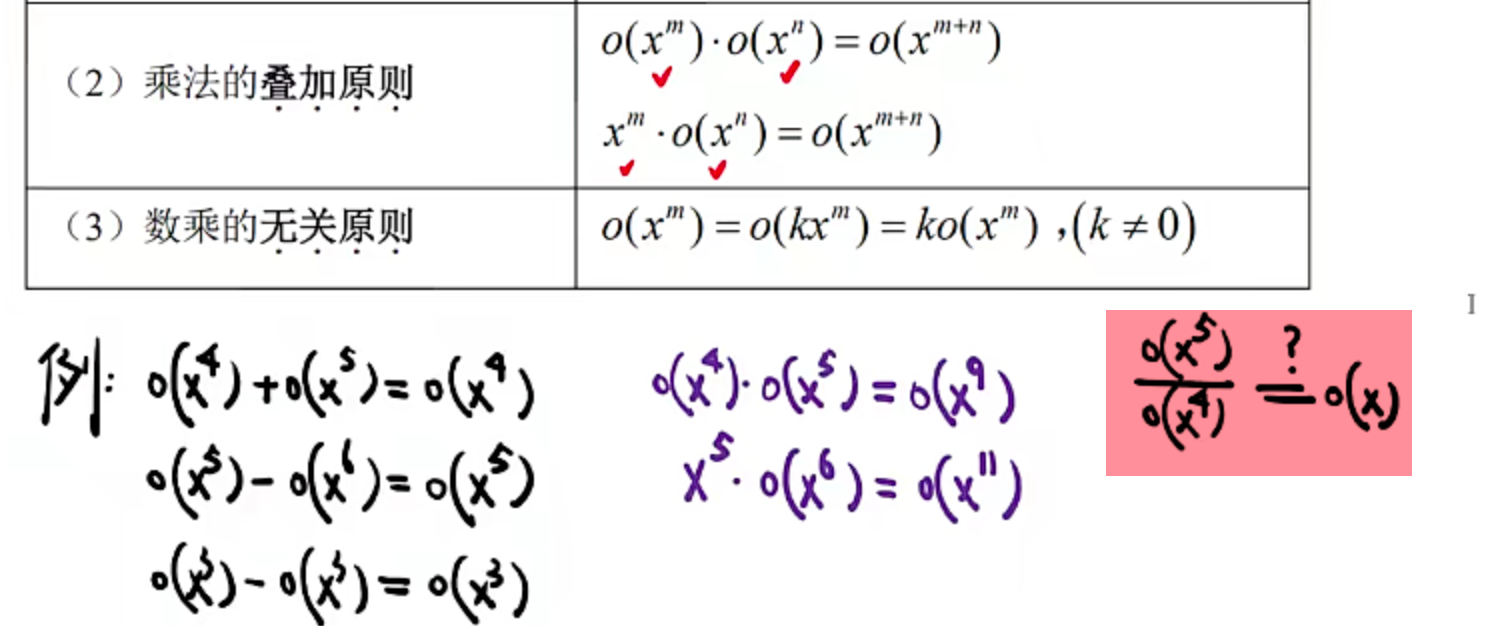 （2）乘法的叠加原则
o(x^m)·o(x^n)=o(x^{m+n})
x^m·o(x^n)=o(x^{m+n})
（3）数乘的无关原则
o(x^m)=o(kx^m)=ko(x^m)，(k≠0)
例: o(x^4)+o(x^5)=o(x^4)
o(x^5)-o(x^6)=o(x^5)
o(x^3)-o(x^3)=o(x^3)
o(x^4)·o(x^5)=o(x^9)
x^5·o(x^6)=o(x^11)
o(x^5)/o(x^4) =? o(x)